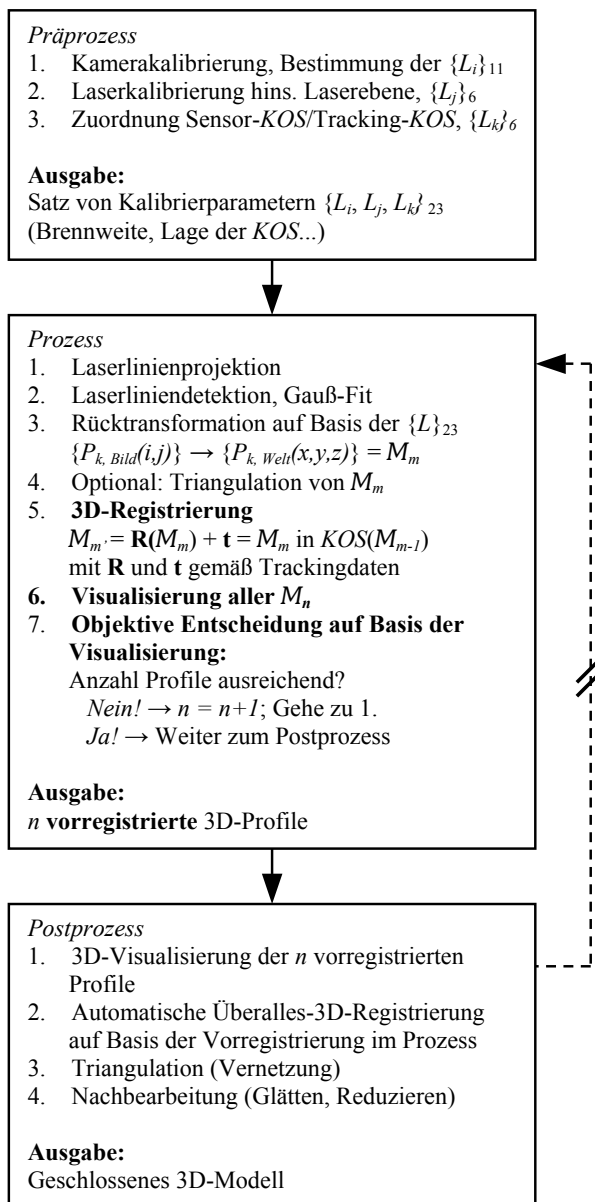 Präprozess
1. Kamerakalibrierung, Bestimmung der {Li}11
2. Laserkalibrierung hins. Laserebene, {Lj}6
3. Zuordnung Sensor-KOS/Tracking-KOS, {Lk}6
Ausgabe:
Satz von Kalibrierparametern {Li, Lj, Lk}23
(Brennweite, Lage der KOS...)
Prozess
1. Laserlinienprojektion
2. Laserliniendetektion, Gauß-Fit
3. Rücktransformation auf Basis der {L}23
{Pk, Bild(i,j)} → {Pk, Welt(x,y,z)} = Mm
4. Optional: Triangulation von Mm
5. 3D-Registrierung
Mm' = R(Mm) + t = Mm in KOS(Mm-1)
mit R und t gemäß Trackingdaten
6. Visualisierung aller Mn
7. Objektive Entscheidung auf Basis der
Visualisierung:
Anzahl Profile ausreichend?
Nein! → n = n+1; Gehe zu 1.
Ja! → Weiter zum Postprozess
Ausgabe:
n vorregistrierte 3D-Profile
Postprozess
1. 3D-Visualisierung der n vorregistrierten
Profile
2. Automatische Überalles-3D-Registrierung
auf Basis der Vorregistrierung im Prozess
3. Triangulation (Vernetzung)
4. Nachbearbeitung (Glätten, Reduzieren)
Ausgabe:
Geschlossenes 3D-Modell